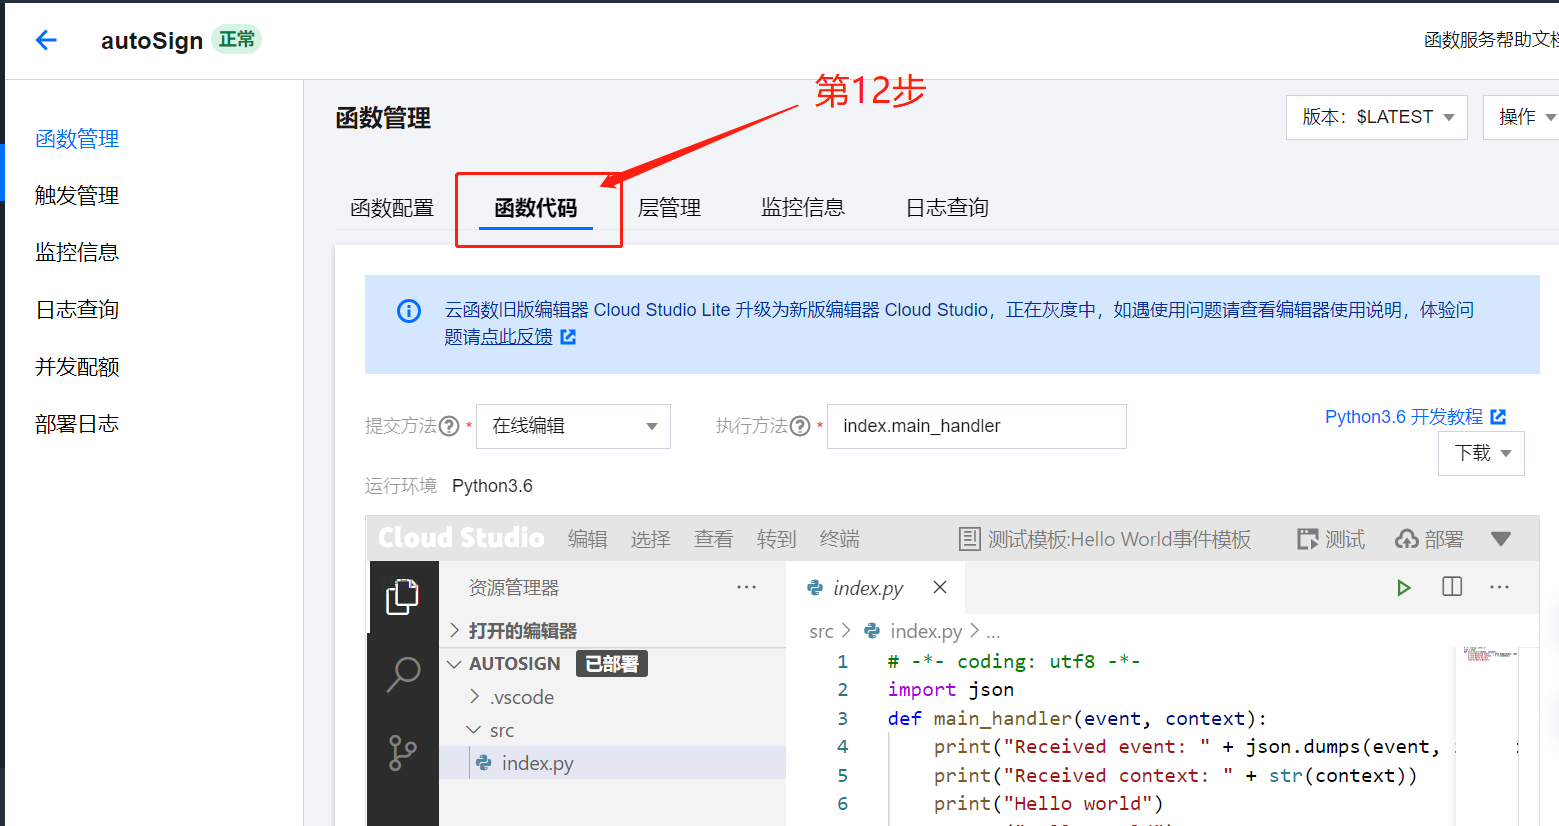 autoSign 正常
函数服务帮助文档
第12步
函数管理
版本：$LATEST
操作
函数管理
触发管理
监控信息
日志查询
并发配额
部署日志
函数配置
函数代码
层管理
监控信息
日志查询
云函数旧版编辑器 Cloud Studio Lite 升级为新版编辑器 Cloud Studio，正在灰度中，如遇使用问题请查看编辑器使用说明，体验问
题请点此反馈
提交方法 * 在线编辑
执行方法 * index.main_handler
Python3.6 开发教程
下载
运行环境 Python3.6
Cloud Studio 编辑 选择 查看 转到 终端
测试模板:Hello World事件模板
测试
部署
资源管理器 ···
打开的编辑器
AUTOSIGN 已部署
.vscode
src
index.py
index.py
src > index.py > ...
1 # -*- coding: utf8 -*-
2 import json
3 def main_handler(event, context):
4 print("Received event: " + json.dumps(event,
5 print("Received context: " + str(context))
6 print("Hello world")